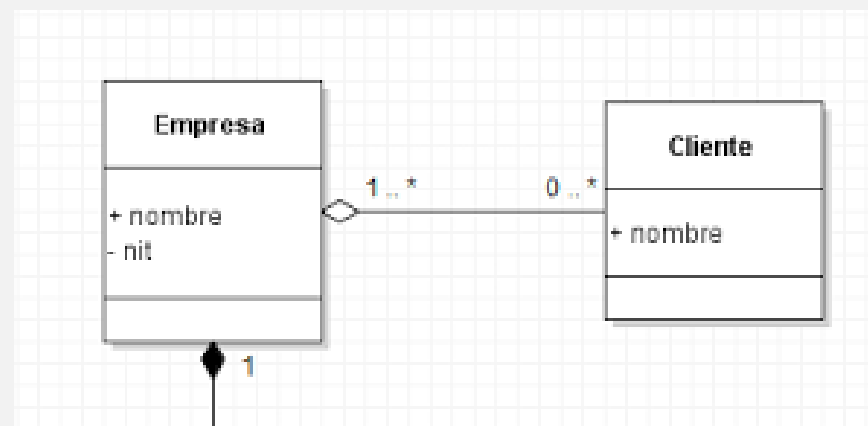 Empresa
+ nombre
- nit
1..*
0..*
Cliente
+ nombre
1